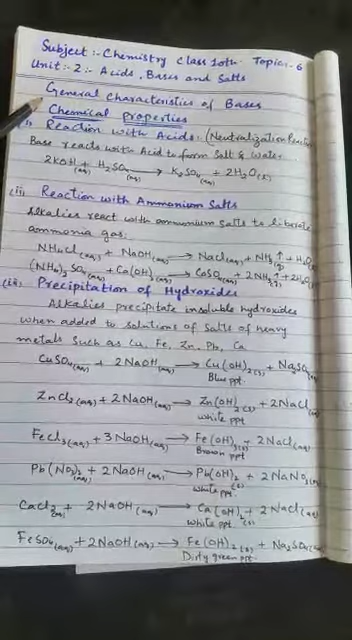 Subject:- Chemistry Class 10th Topic:-6
Unit:-2:- Acids, Bases and Salts
General Characteristics of Bases
Chemical properties
(i) Reaction with Acids: (Neutralization Reaction
Base reacts with Acid to form Salt & Water
2KOH(aq) + H2SO4(aq) → K2SO4(aq) + 2H2O(l)
(ii) Reaction with Ammonium Salts
Alkalies react with ammonium salts to liberate
ammonia gas.
NH4Cl(aq) + NaOH(aq) → NaCl(aq) + NH3↑(g) + H2O
(NH4)2SO4(aq) + Ca(OH)2(aq) → CaSO4(aq) + 2NH3↑(g) + 2H2O
(iii) Precipitation of Hydroxides
Alkalies precipitate insoluble hydroxides
when added to solutions of salts of heavy
metals such as Cu, Fe, Zn, Pb, Ca
CuSO4(aq) + 2NaOH(aq) → Cu(OH)2(s) + Na2SO4(aq)
Blue ppt
ZnCl2(aq) + 2NaOH(aq) → Zn(OH)2(s) + 2NaCl(aq)
white ppt
FeCl3(aq) + 3NaOH(aq) → Fe(OH)3(s) + 2NaCl(aq)
Brown ppt
Pb(NO3)2 + 2NaOH(aq) → Pb(OH)2(s) + 2NaNO3(aq)
white ppt.
CaCl2(aq) + 2NaOH(aq) → Ca(OH)2(s) + 2NaCl(aq)
white ppt
FeSO4(aq) + 2NaOH(aq) → Fe(OH)2(s) + Na2SO4(aq)
Dirty green ppt